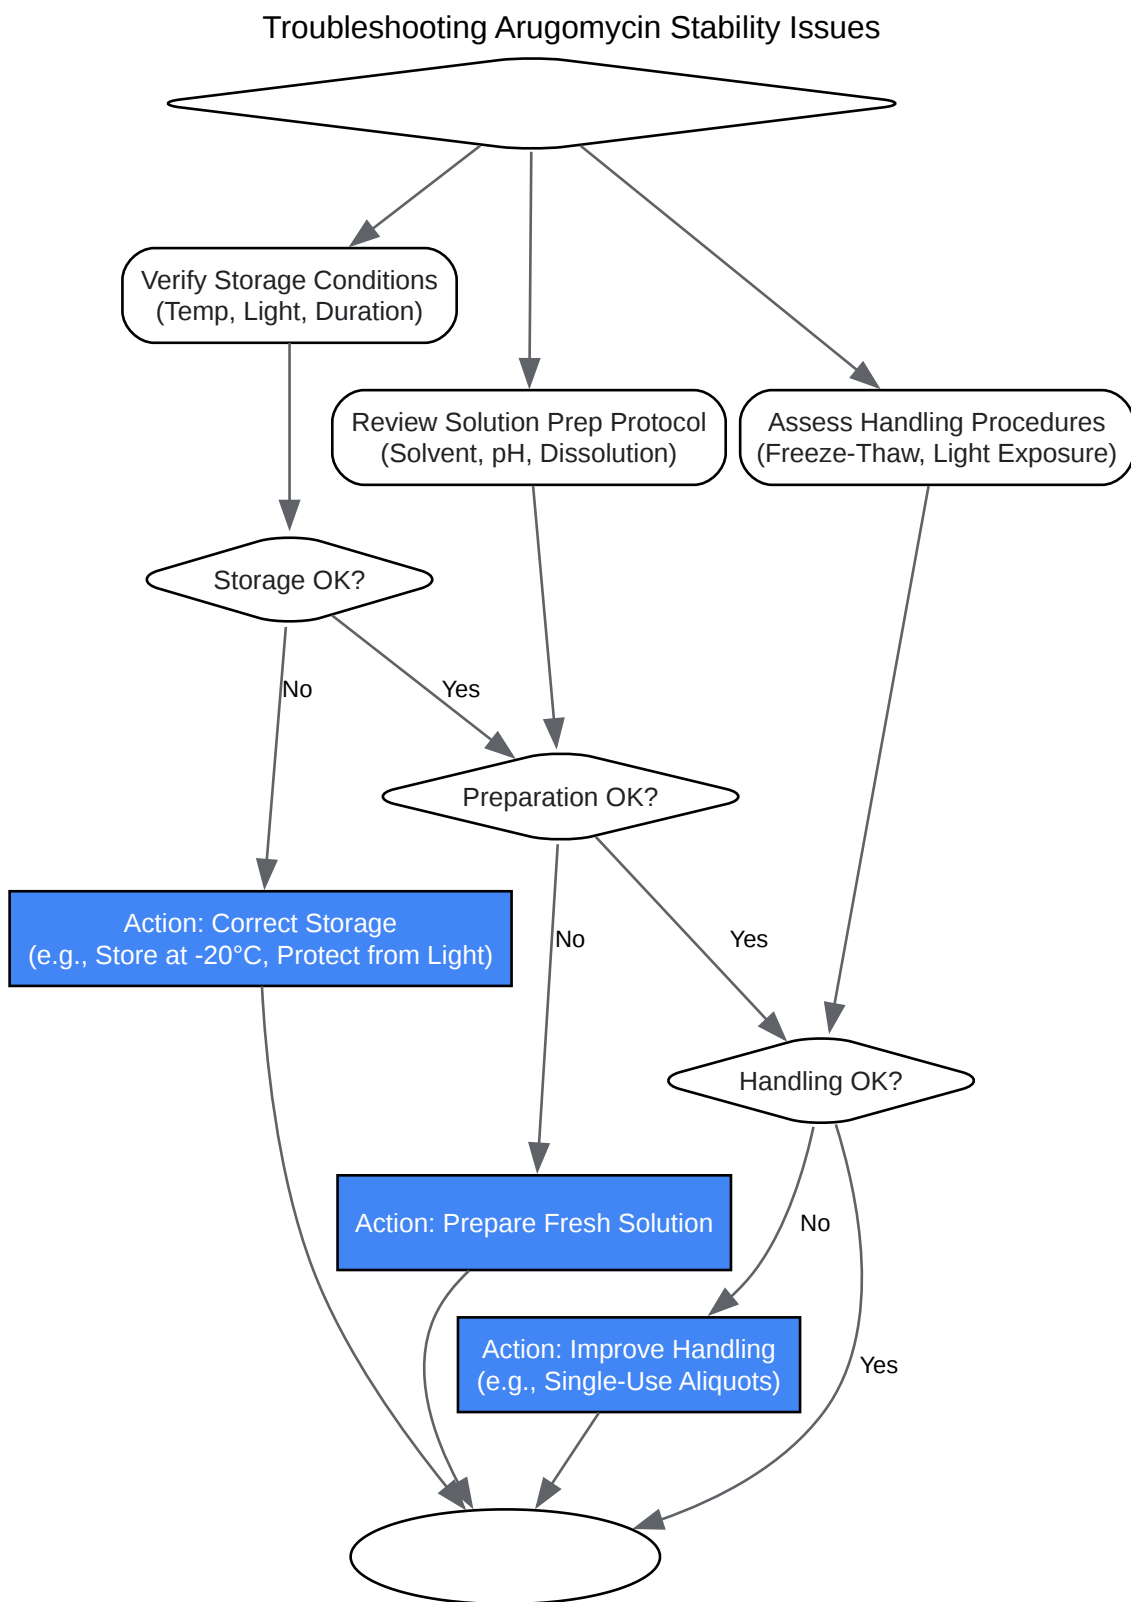 Troubleshooting Arugomycin Stability Issues
Verify Storage Conditions
(Temp, Light, Duration)
Review Solution Prep Protocol
(Solvent, pH, Dissolution)
Assess Handling Procedures
(Freeze-Thaw, Light Exposure)
Storage OK?
No
Yes
Preparation OK?
Action: Correct Storage
(e.g., Store at -20°C, Protect from Light)
No
Yes
Handling OK?
Action: Prepare Fresh Solution
No
Action: Improve Handling
(e.g., Single-Use Aliquots)
Yes